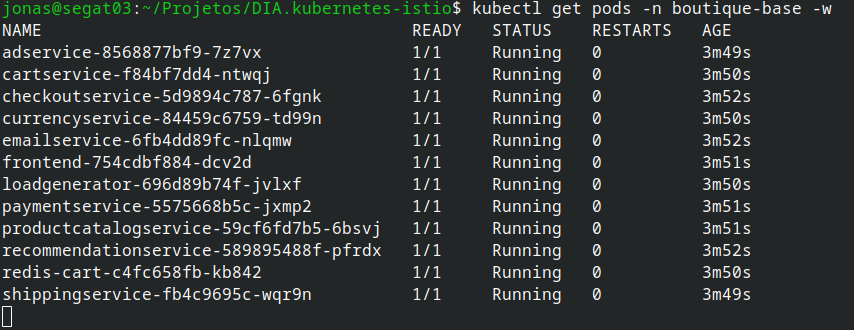 jonas@segat03:~/Projetos/DIA.kubernetes-istio$ kubectl get pods -n boutique-base -w
NAME READY STATUS RESTARTS AGE
adservice-8568877bf9-7z7vx 1/1 Running 0 3m49s
cartservice-f84bf7dd4-ntwqj 1/1 Running 0 3m50s
checkoutservice-5d9894c787-6fgnk 1/1 Running 0 3m52s
currencyservice-84459c6759-td99n 1/1 Running 0 3m50s
emailservice-6fb4dd89fc-nlqmw 1/1 Running 0 3m52s
frontend-754cdbf884-dcv2d 1/1 Running 0 3m51s
loadgenerator-696d89b74f-jvlxf 1/1 Running 0 3m50s
paymentservice-5575668b5c-jxmp2 1/1 Running 0 3m51s
productcatalogservice-59cf6fd7b5-6bsvj 1/1 Running 0 3m51s
recommendationservice-589895488f-pfrdx 1/1 Running 0 3m52s
redis-cart-c4fc658fb-kb842 1/1 Running 0 3m50s
shippingservice-fb4c9695c-wqr9n 1/1 Running 0 3m49s